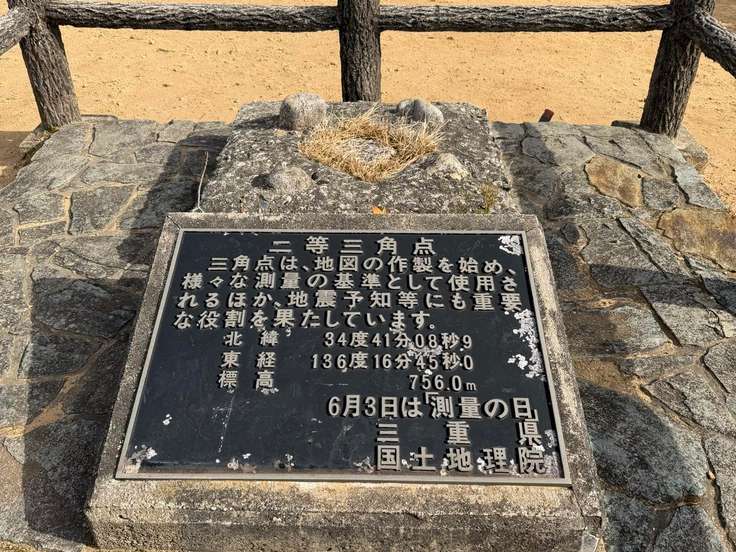 二等三角点
三角点は、地図の作製を始め、
様々な測量の基準として使用さ
れるほか、地震予知等にも重要
な役割を果たしています。
北緯 34度41分08秒9
東経 136度16分45秒0
標高 756.0m
6月3日は「測量の日」
三重県
国土地理院